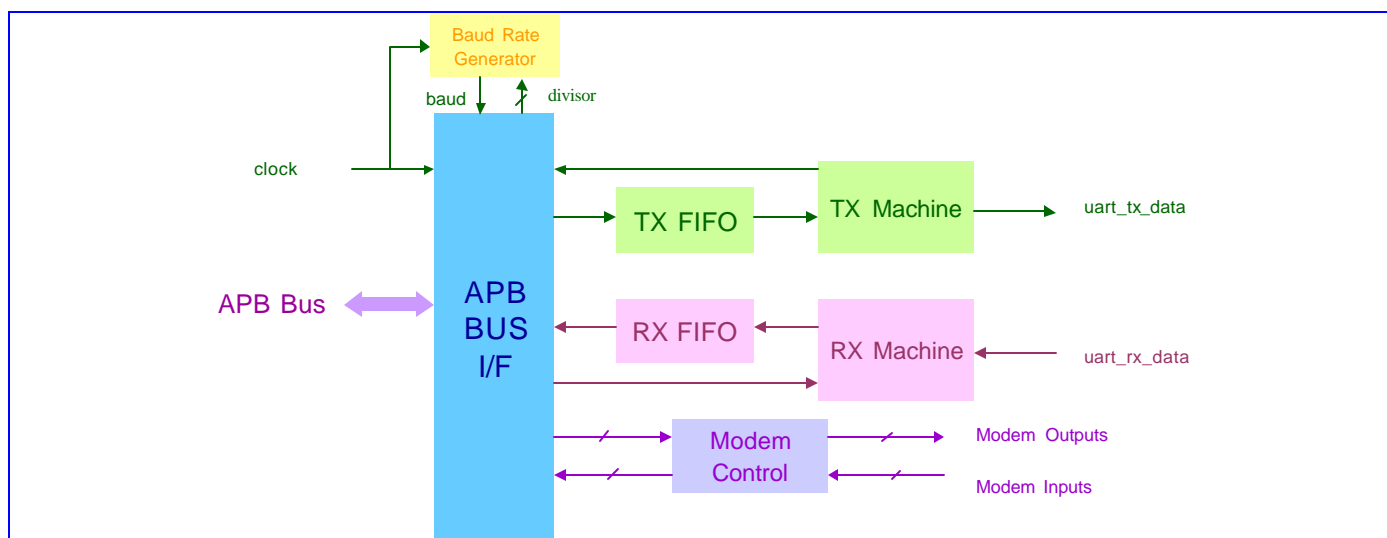 Baud Rate
Generator
baud
divisor
clock
TX FIFO
TX Machine
uart_tx_data
APB Bus
APB
BUS
I/F
RX FIFO
RX Machine
uart_rx_data
Modem
Control
Modem Outputs
Modem Inputs